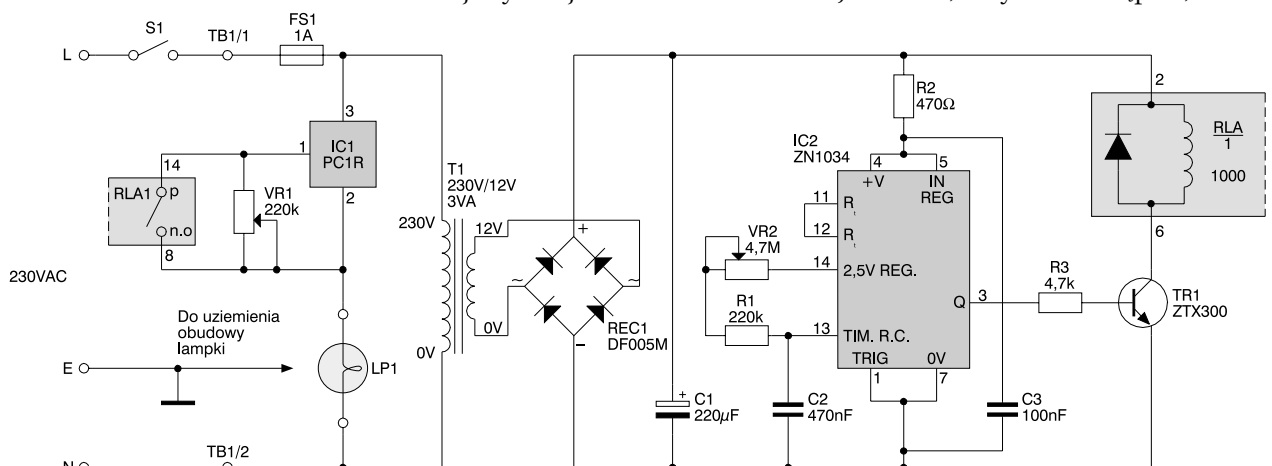 S1
TB1/1
FS1
1A
L
3
1
IC1
PC1R
2
14
RLA1
p
n.o
8
VR1
220k
230VAC
Do uziemienia
obudowy
lampki
E
LP1
TB1/2
T1
230V/12V
3VA
230V
0V
12V
0V
~
~
+
–
REC1
DF005M
+
C1
220µF
R2
470Ω
IC2
ZN1034
4
5
+V
IN
REG
11
R
12
R
VR2
4,7M
14
2,5V REG.
R1
220k
13
TIM. R.C.
TRIG
0V
1
7
Q
3
C2
470nF
C3
100nF
R3
4,7k
TR1
ZTX300
2
RLA
1
1000
6